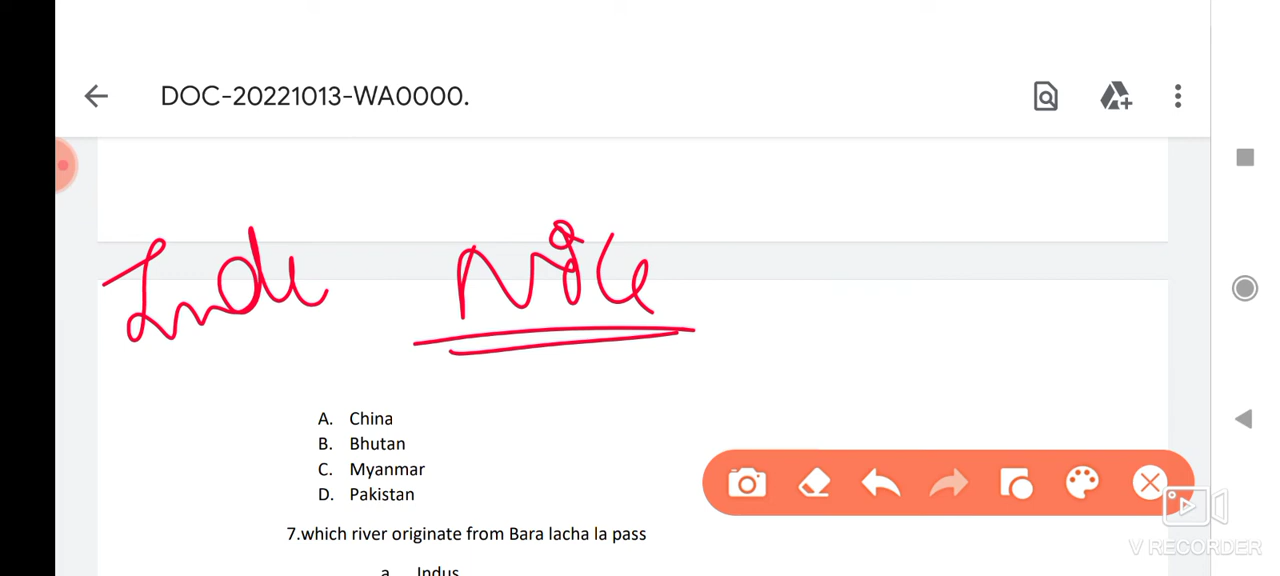 DOC-20221013-WA0000.
Indu Nile
A. China
B. Bhutan
C. Myanmar
D. Pakistan
7.which river originate from Bara lacha la pass
a. Indus
V RECORDER